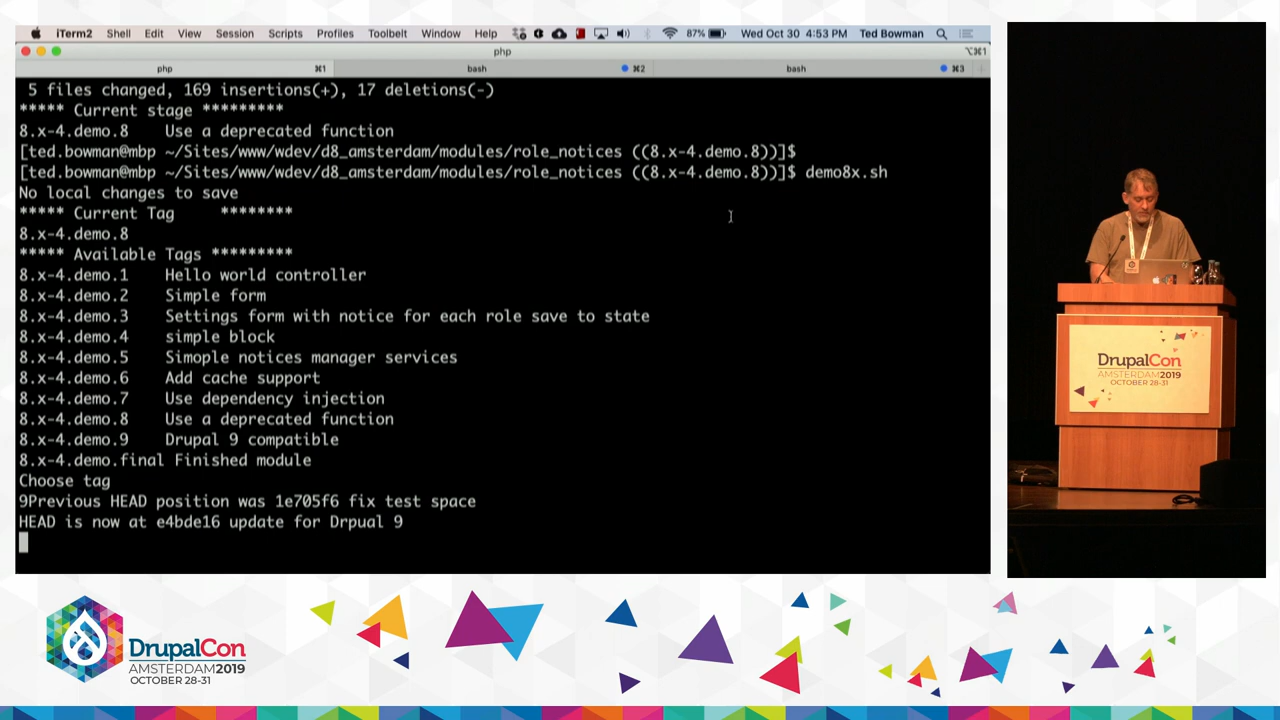 iTerm2 Shell Edit View Session Scripts Profiles Toolbelt Window Help 87% Wed Oct 30 4:53 PM Ted Bowman
php
⌥⌘1
php ⌘1 bash ⌘2 bash ⌘3
5 files changed, 169 insertions(+), 17 deletions(-)
***** Current stage *********
8.x-4.demo.8 Use a deprecated function
[ted.bowman@mbp ~/Sites/www/wdev/d8_amsterdam/modules/role_notices ((8.x-4.demo.8))]$
[ted.bowman@mbp ~/Sites/www/wdev/d8_amsterdam/modules/role_notices ((8.x-4.demo.8))]$ demo8x.sh
No local changes to save
***** Current Tag ********
8.x-4.demo.8
***** Available Tags *********
8.x-4.demo.1 Hello world controller
8.x-4.demo.2 Simple form
8.x-4.demo.3 Settings form with notice for each role save to state
8.x-4.demo.4 simple block
8.x-4.demo.5 Simople notices manager services
8.x-4.demo.6 Add cache support
8.x-4.demo.7 Use dependency injection
8.x-4.demo.8 Use a deprecated function
8.x-4.demo.9 Drupal 9 compatible
8.x-4.demo.final Finished module
Choose tag
9Previous HEAD position was 1e705f6 fix test space
HEAD is now at e4bde16 update for Drpual 9
DrupalCon
AMSTERDAM2019
OCTOBER 28-31
DrupalCon
AMSTERDAM 2019
OCTOBER 28-31